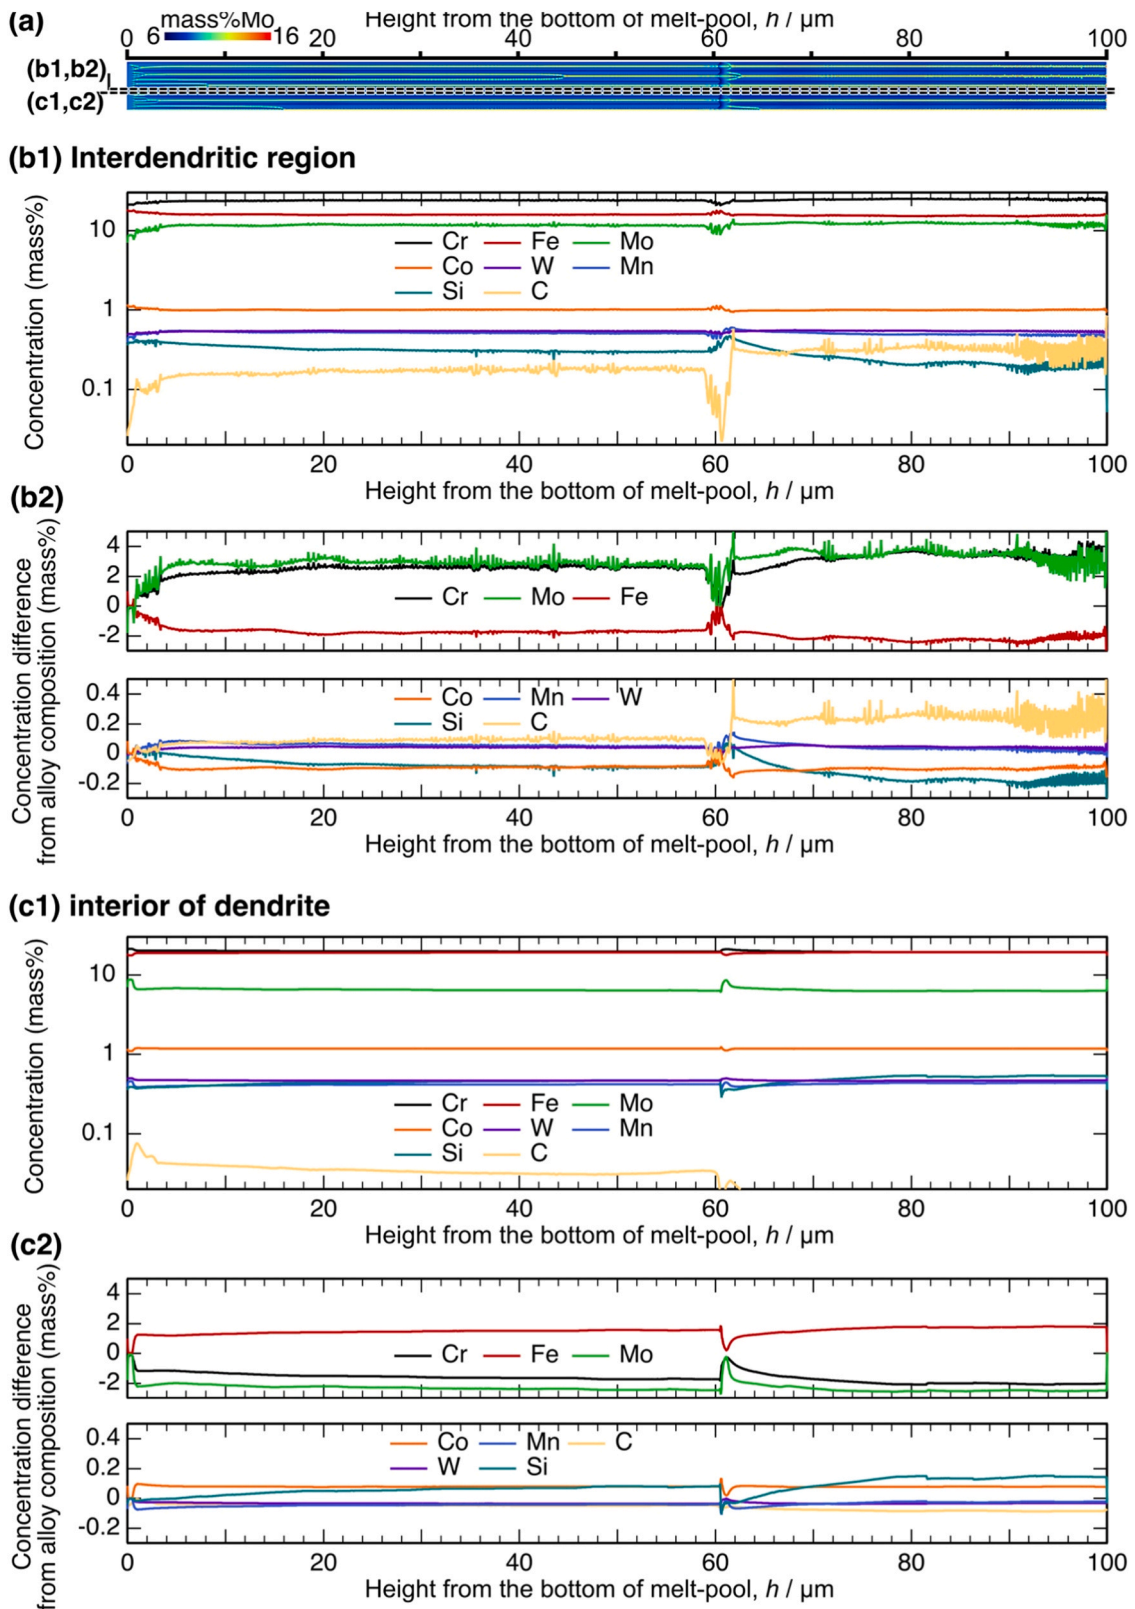 (a)
mass%Mo
Height from the bottom of melt-pool, h / µm
0 6 16 20 40 60 80 100
(b1,b2)
(c1,c2)
(b1) Interdendritic region
Concentration (mass%)
10
1
0.1
Cr Fe Mo
Co W Mn
Si C
0 20 40 60 80 100
Height from the bottom of melt-pool, h / µm
(b2)
Concentration difference
from alloy composition (mass%)
4
2
0
-2
Cr Mo Fe
0.4
0.2
0
-0.2
Co Mn W
Si C
0 20 40 60 80 100
Height from the bottom of melt-pool, h / µm
(c1) interior of dendrite
Concentration (mass%)
10
1
0.1
Cr Fe Mo
Co W Mn
Si C
0 20 40 60 80 100
Height from the bottom of melt-pool, h / µm
(c2)
Concentration difference
from alloy composition (mass%)
4
2
0
-2
Cr Fe Mo
0.4
0.2
0
-0.2
Co Mn C
W Si
0 20 40 60 80 100
Height from the bottom of melt-pool, h / µm